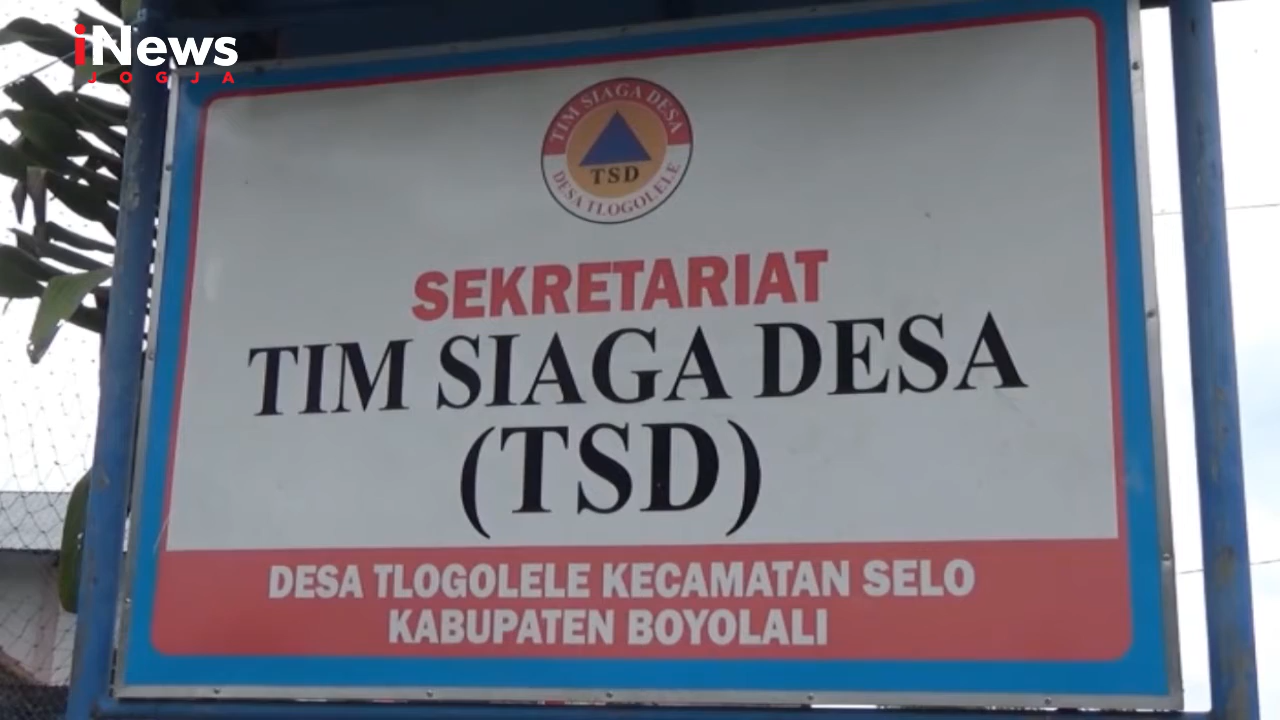 iNews
JOGJA
TIM SIAGA DESA
TSD
DESA TLOGOLELE
SEKRETARIAT
TIM SIAGA DESA
(TSD)
DESA TLOGOLELE KECAMATAN SELO
KABUPATEN BOYOLALI